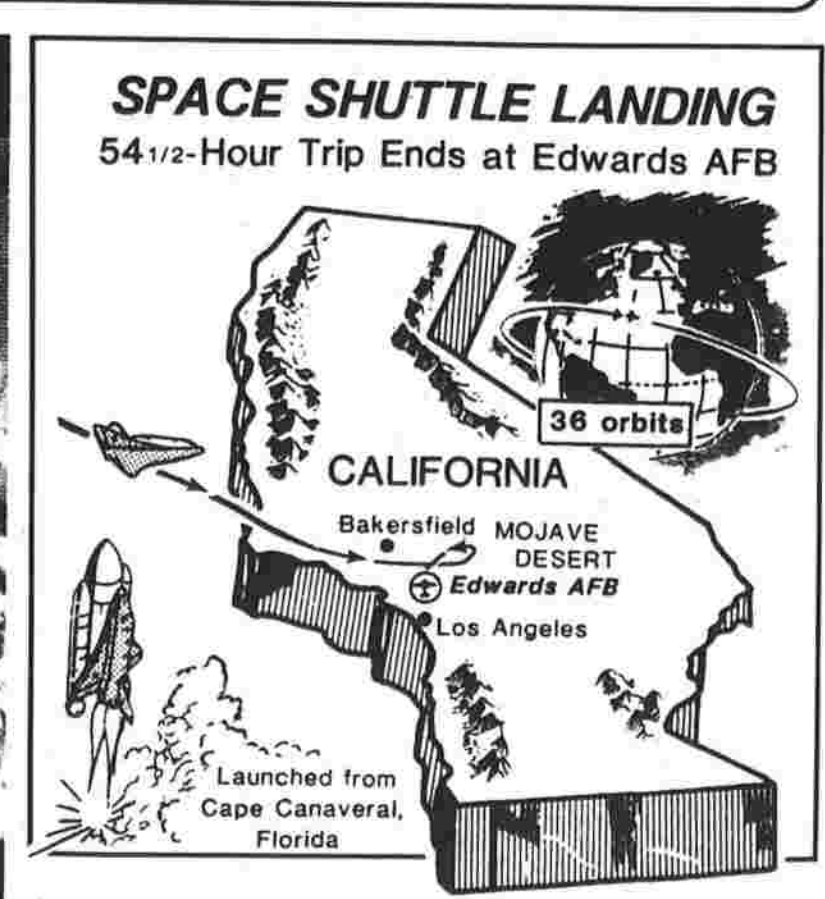 SPACE SHUTTLE LANDING
54 1/2-Hour Trip Ends at Edwards AFB
36 orbits
CALIFORNIA
Bakersfield
MOJAVE
DESERT
Edwards AFB
Los Angeles
Launched from
Cape Canaveral,
Florida